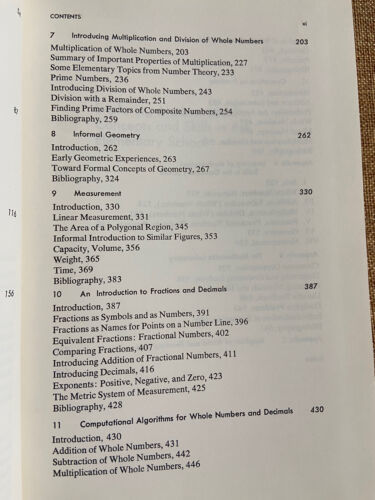 CONTENTS
xi
7 Introducing Multiplication and Division of Whole Numbers 203
Multiplication of Whole Numbers, 203
Summary of Important Properties of Multiplication, 227
Some Elementary Topics from Number Theory, 233
Prime Numbers, 236
Introducing Division of Whole Numbers, 243
Division with a Remainder, 251
Finding Prime Factors of Composite Numbers, 254
Bibliography, 259
8 Informal Geometry 262
Introduction, 262
Early Geometric Experiences, 263
Toward Formal Concepts of Geometry, 267
Bibliography, 324
9 Measurement 330
Introduction, 330
116
Linear Measurement, 331
The Area of a Polygonal Region, 345
Informal Introduction to Similar Figures, 353
Capacity, Volume, 356
Weight, 365
Time, 369
Bibliography, 383
156
10 An Introduction to Fractions and Decimals 387
Introduction, 387
Fractions as Symbols and as Numbers, 391
Fractions as Names for Points on a Number Line, 396
Equivalent Fractions: Fractional Numbers, 402
Comparing Fractions, 407
Introducing Addition of Fractional Numbers, 411
Introducing Decimals, 416
Exponents: Positive, Negative, and Zero, 423
The Metric System of Measurement, 425
Bibliography, 428
11 Computational Algorithms for Whole Numbers and Decimals 430
Introduction, 430
Addition of Whole Numbers, 431
Subtraction of Whole Numbers, 442
Multiplication of Whole Numbers, 446